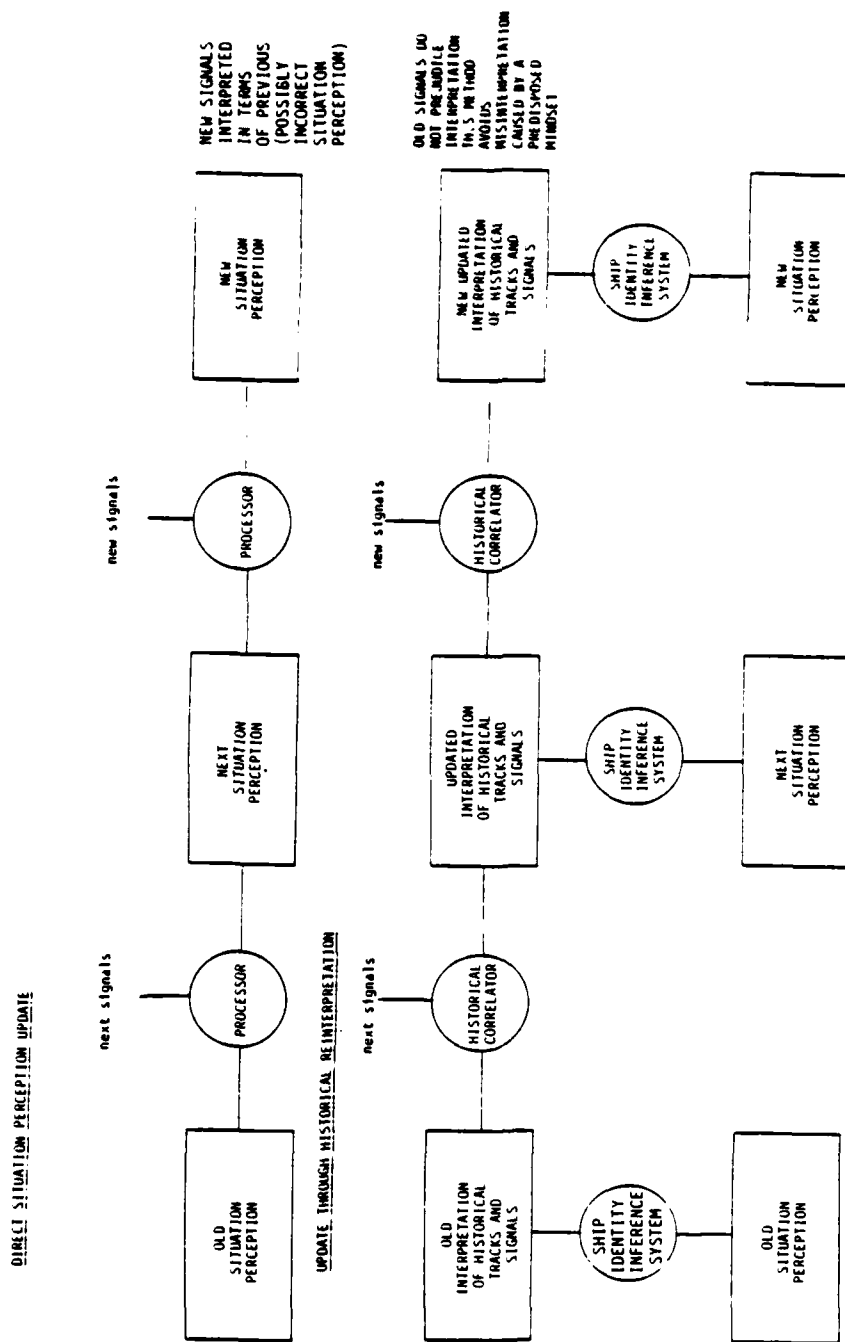 DIRECT SITUATION PERCEPTION UPDATE
next signals
new signals
OLD
SITUATION
PERCEPTION
PROCESSOR
NEXT
SITUATION
PERCEPTION
PROCESSOR
NEW
SITUATION
PERCEPTION
NEW SIGNALS
INTERPRETED
IN TERMS
OF PREVIOUS
(POSSIBLY
INCORRECT
SITUATION
PERCEPTION)
UPDATE THROUGH HISTORICAL REINTERPRETATION
next signals
new signals
OLD
INTERPRETATION
OF HISTORICAL
TRACKS AND
SIGNALS
HISTORICAL
CORRELATOR
UPDATED
INTERPRETATION
OF HISTORICAL
TRACKS AND
SIGNALS
HISTORICAL
CORRELATOR
NEW UPDATED
INTERPRETATION
OF HISTORICAL
TRACKS AND
SIGNALS
OLD SIGNALS DO
NOT PREJUDICE
INTERPRETATION
THIS METHOD
AVOIDS
MISINTERPRETATION
CAUSED BY A
PREDISPOSED
MINDSET
SHIP
IDENTITY
INFERENCE
SYSTEM
SHIP
IDENTITY
INFERENCE
SYSTEM
SHIP
IDENTITY
INFERENCE
SYSTEM
OLD
SITUATION
PERCEPTION
NEXT
SITUATION
PERCEPTION
NEW
SITUATION
PERCEPTION